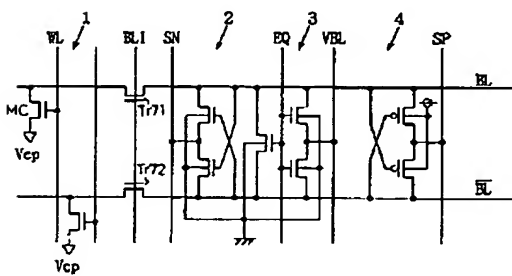 1 2 3 4
WL BLI SN EQ VBL SP
BL
MC Tr71
Vcp
Tr72
BL
Vcp